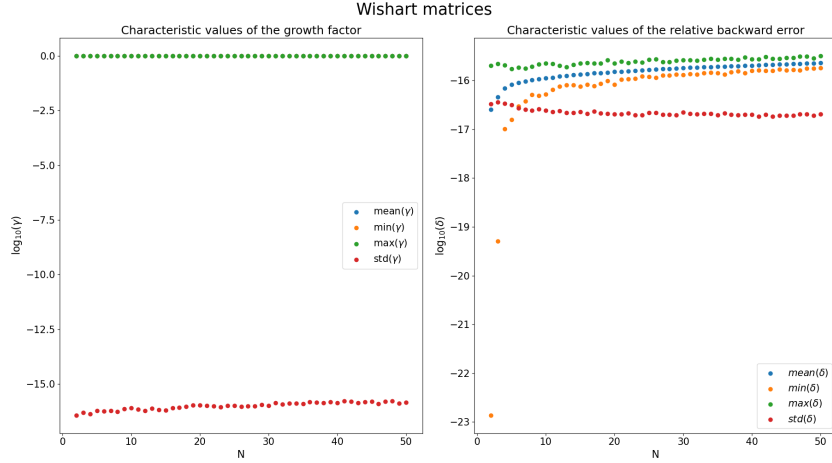 Wishart matrices
Characteristic values of the growth factor
0.0
−2.5
−5.0
−7.5
−10.0
−12.5
−15.0
log₁₀(γ)
0
10
20
30
40
50
N
mean(γ)
min(γ)
max(γ)
std(γ)
Characteristic values of the relative backward error
−16
−17
−18
−19
−20
−21
−22
−23
log₁₀(δ)
0
10
20
30
40
50
N
mean(δ)
min(δ)
max(δ)
std(δ)